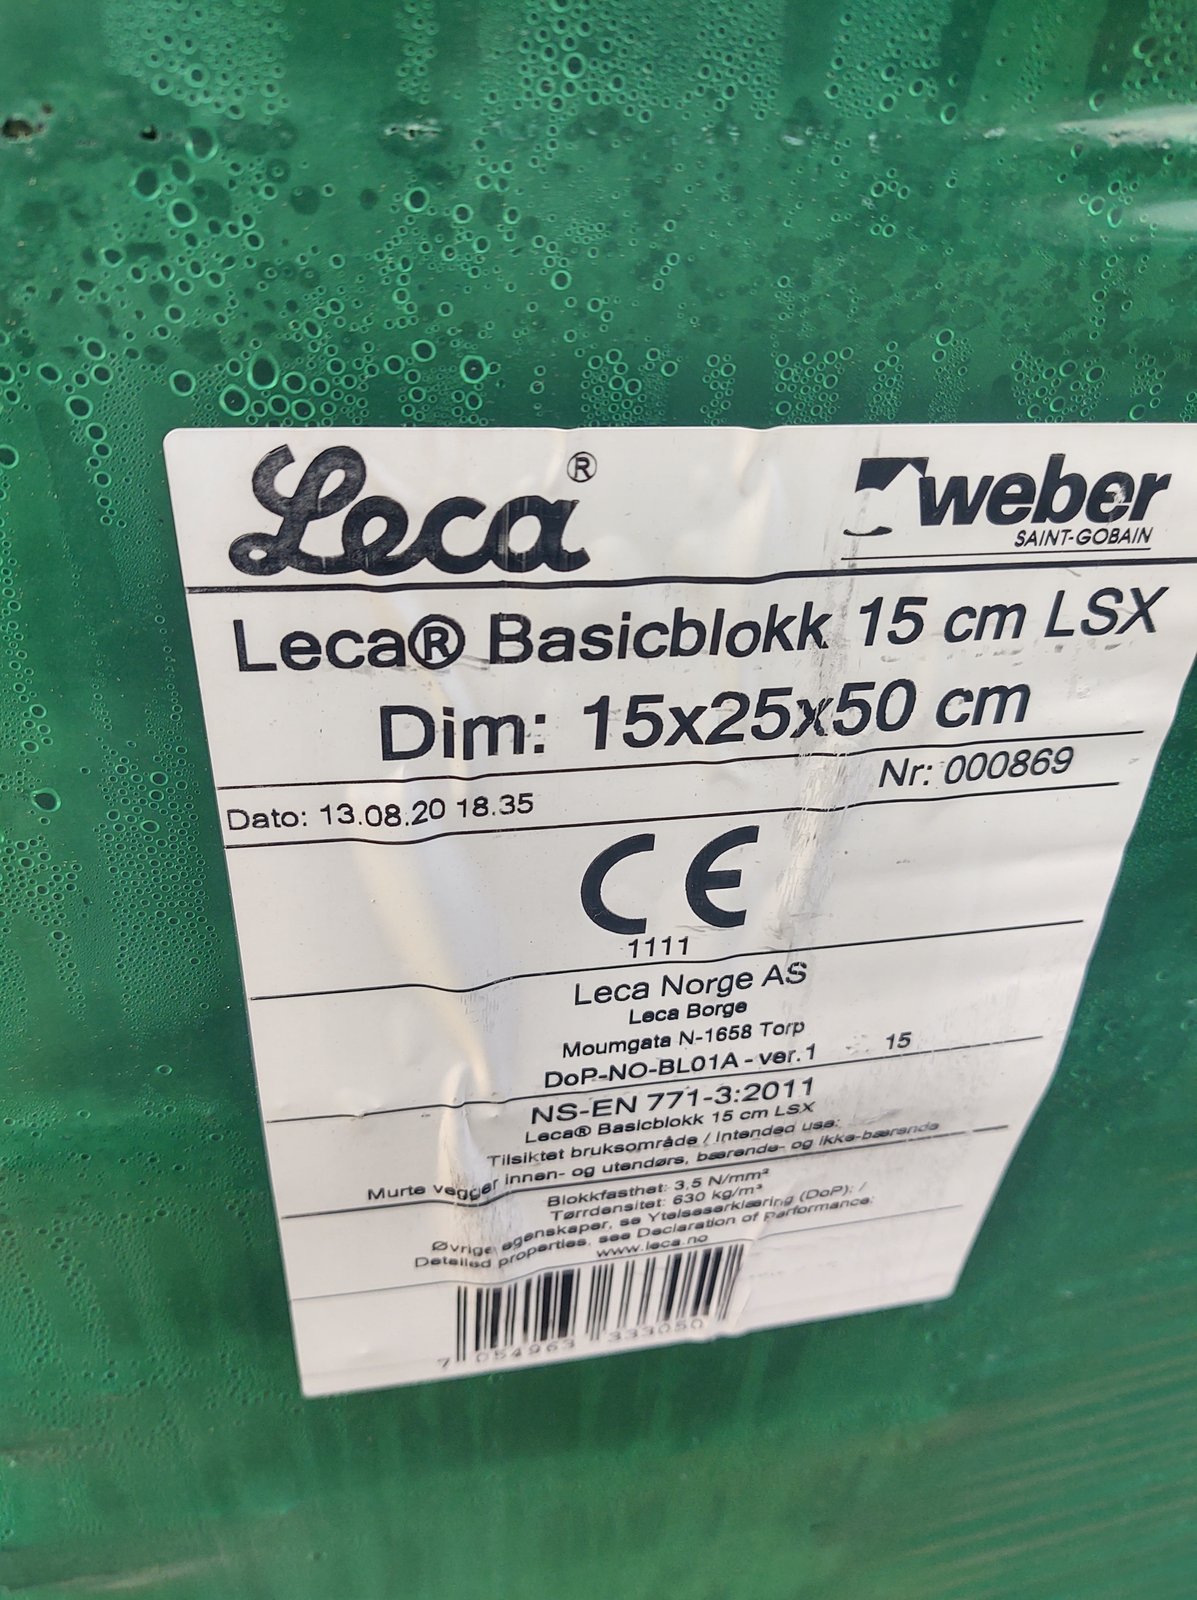 Leca®
weber
SAINT-GOBAIN
Leca® Basicblokk 15 cm LSX
Dim: 15x25x50 cm
Nr: 000869
Dato: 13.08.20 18.35
CE
1111
Leca Norge AS
Leca Borge
Moumgata N-1658 Torp
DoP-NO-BL01A - ver.1 15
NS-EN 771-3:2011
Leca® Basicblokk 15 cm LSX
Tilsiktet bruksområde / Intended use:
Murte vegger innen- og utendørs, bærende- og ikke-bærende
Blokkfasthet: 3,5 N/mm²
Tørrdensitet: 630 kg/m³
Øvrige egenskaper, se Ytelseserklæring (DoP): /
Detailed properties, see Declaration of Performance:
www.leca.no
7 054963 333050